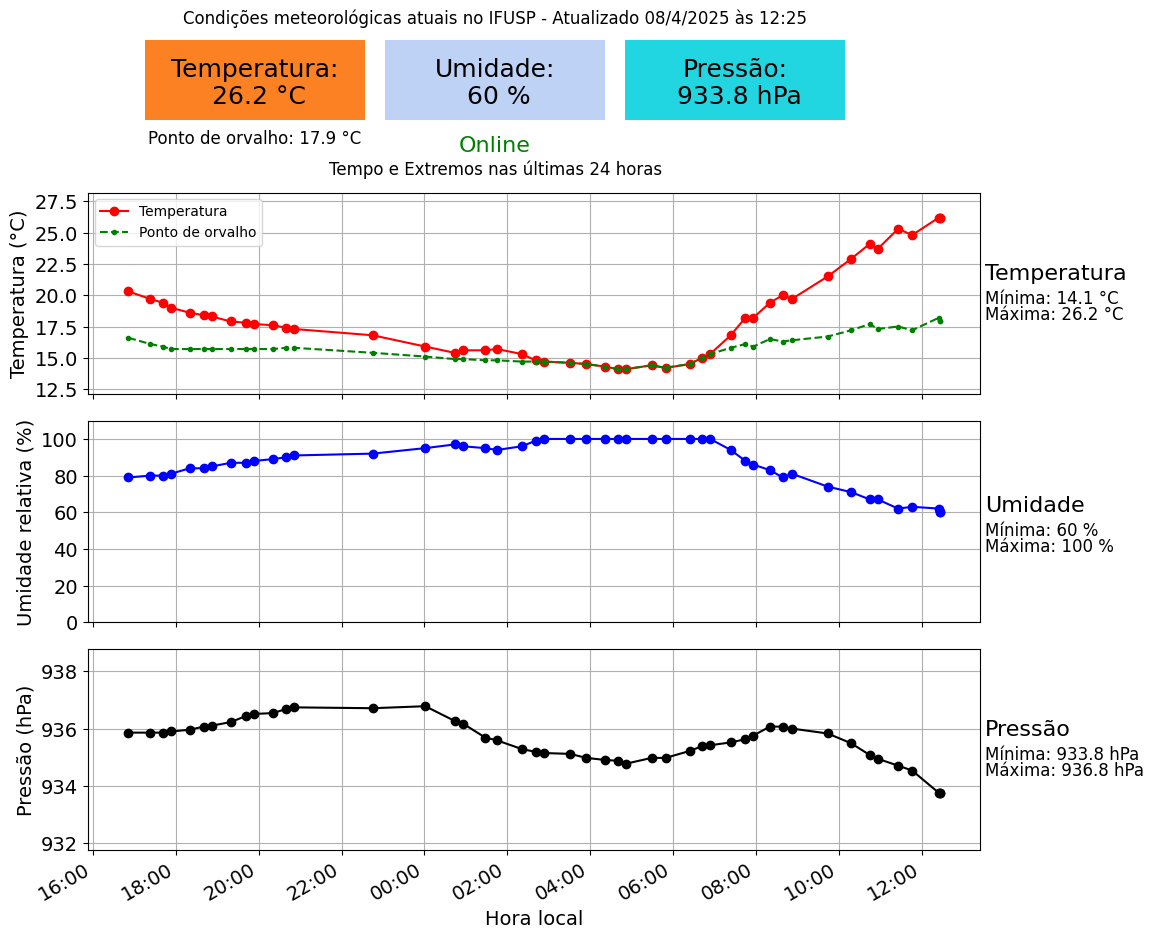 Condições meteorológicas atuais no IFUSP - Atualizado 08/4/2025 às 12:25
Temperatura:
26.2 °C
Umidade:
60 %
Pressão:
933.8 hPa
Ponto de orvalho: 17.9 °C
Online
Tempo e Extremos nas últimas 24 horas
Temperatura (°C)
27.5
25.0
22.5
20.0
17.5
15.0
12.5
Temperatura
Ponto de orvalho
Temperatura
Mínima: 14.1 °C
Máxima: 26.2 °C
Umidade relativa (%)
100
80
60
40
20
0
Umidade
Mínima: 60 %
Máxima: 100 %
Pressão (hPa)
938
936
934
932
Pressão
Mínima: 933.8 hPa
Máxima: 936.8 hPa
16:00
18:00
20:00
22:00
00:00
02:00
04:00
06:00
08:00
10:00
12:00
Hora local